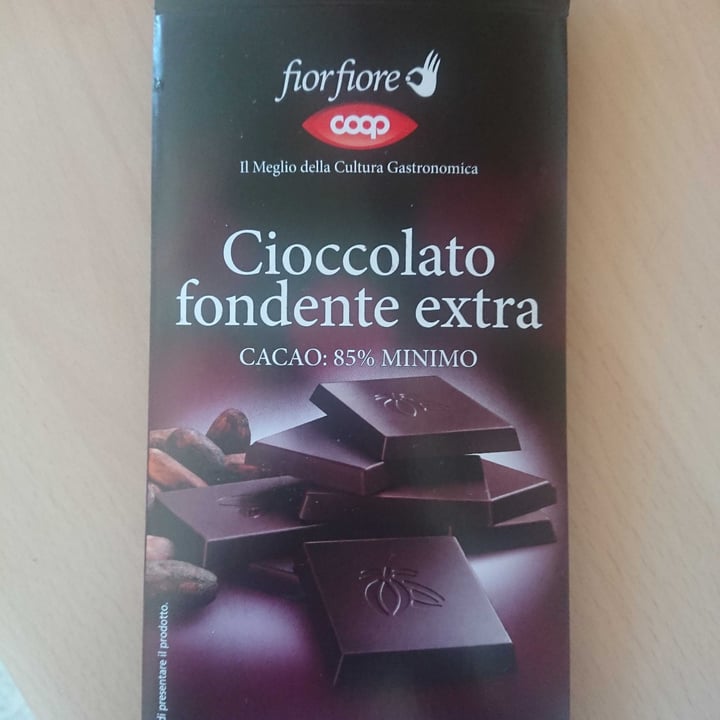 fiorfiore
coop
Il Meglio della Cultura Gastronomica
Cioccolato
fondente extra
CACAO: 85% MINIMO
di presentare il prodotto.